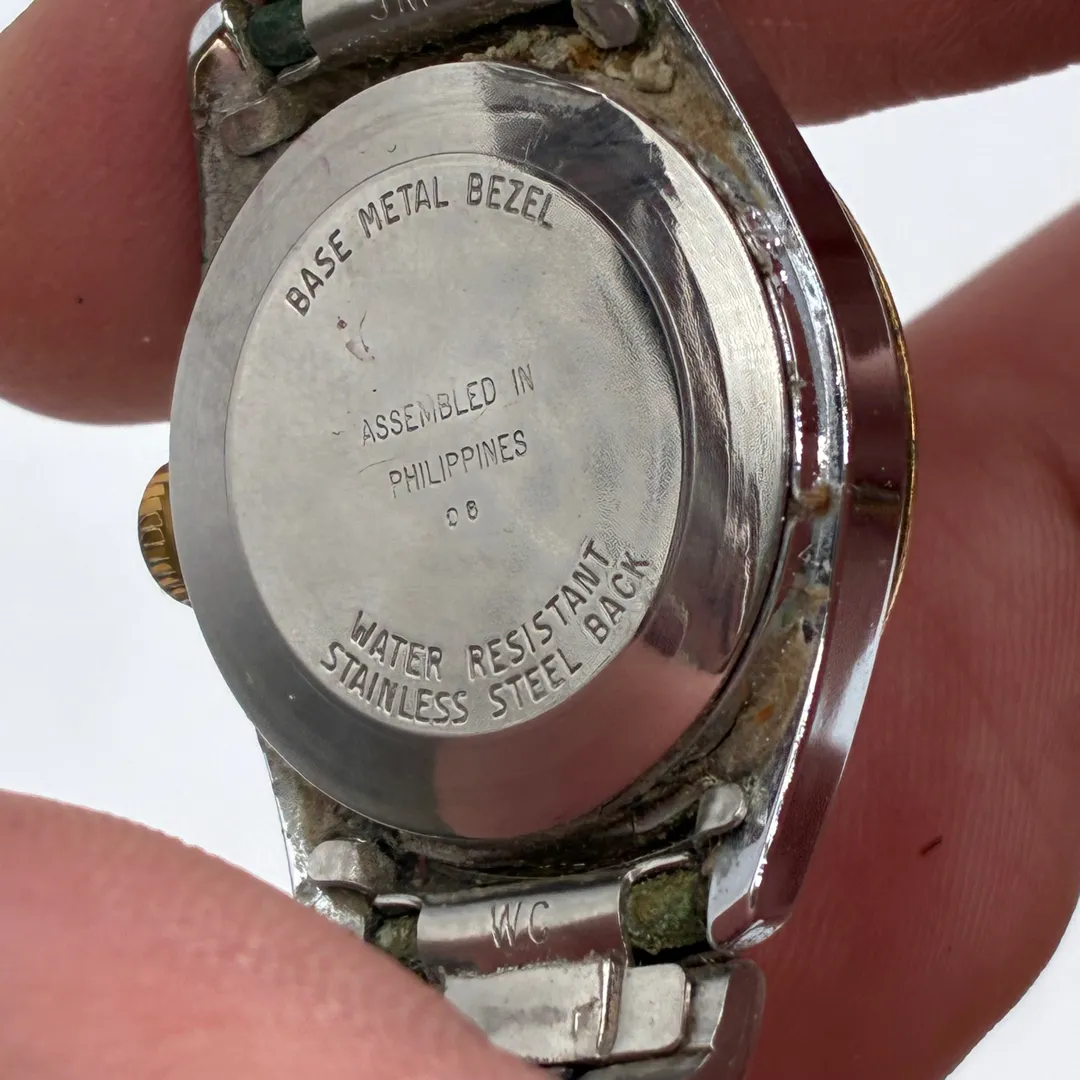 BASE METAL BEZEL
ASSEMBLED IN
PHILIPPINES
08
WATER RESISTANT
STAINLESS STEEL BACK
WC